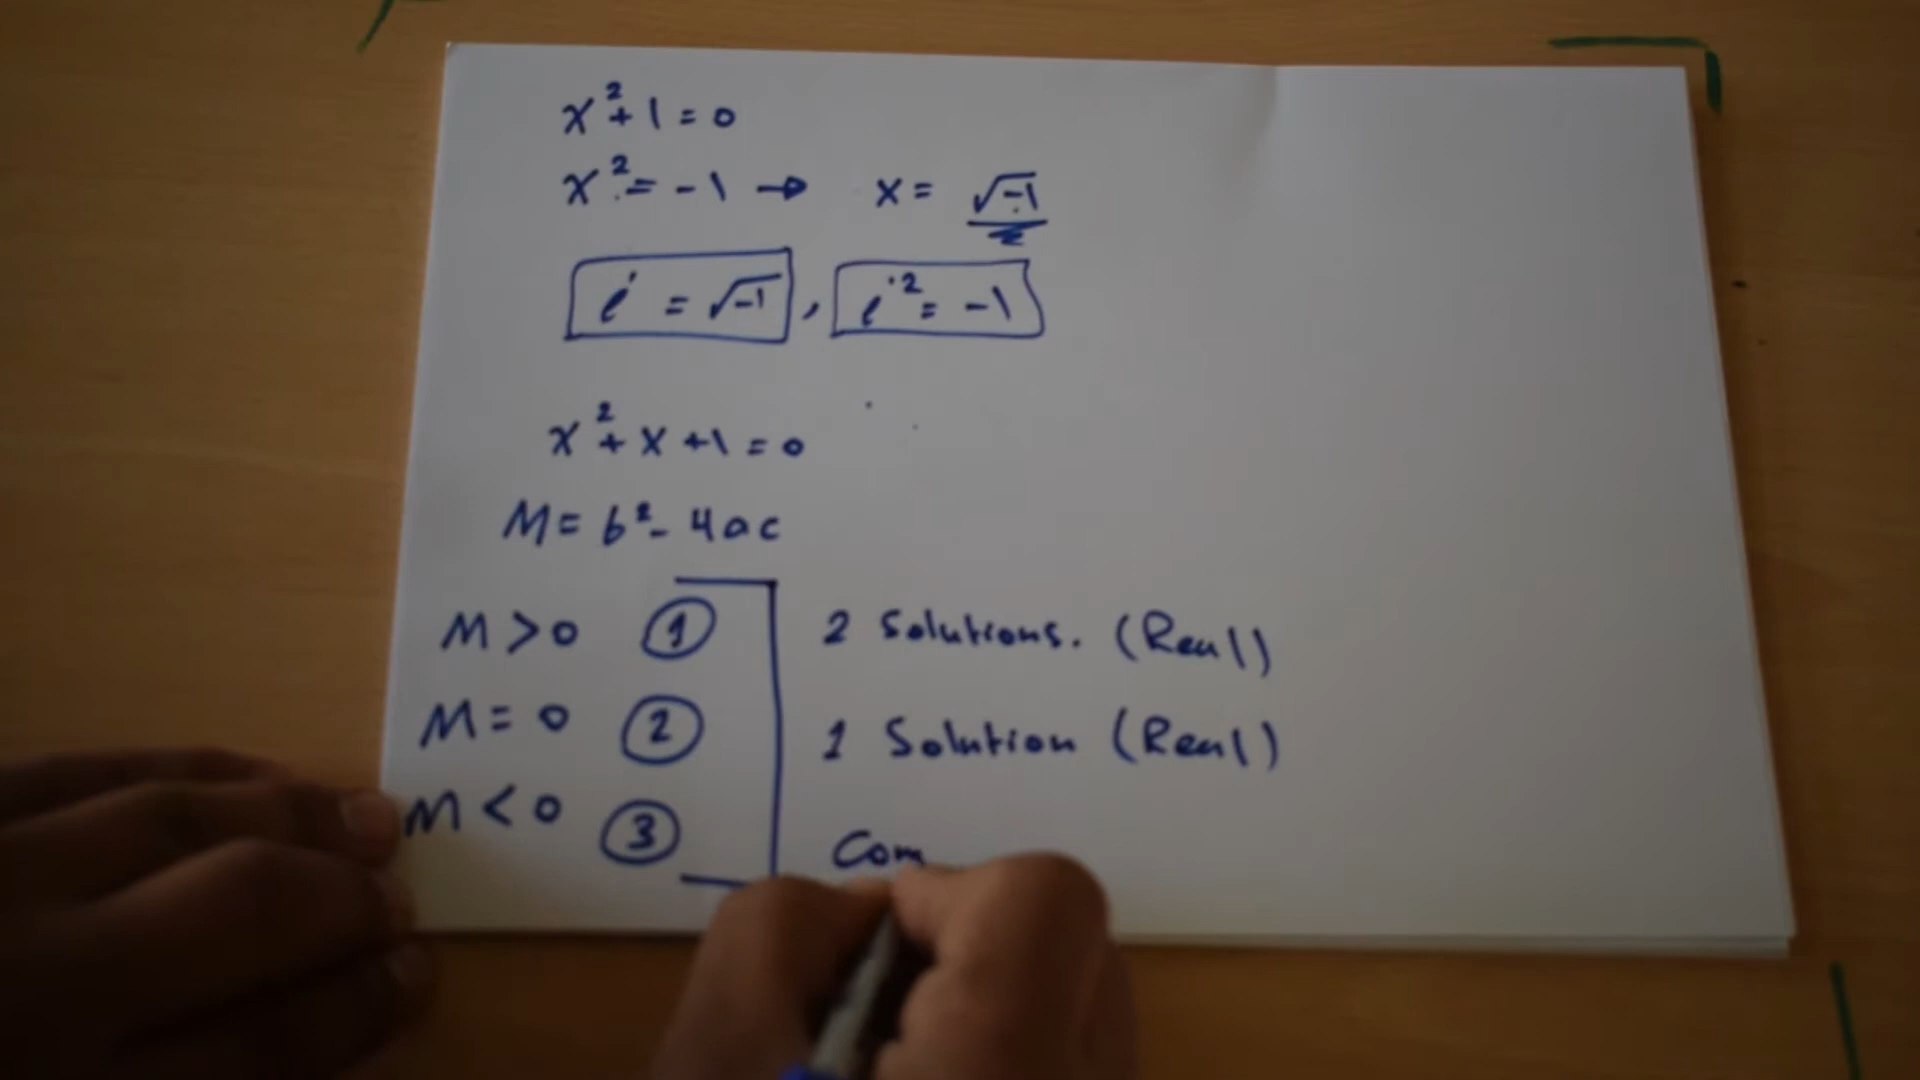 x²+1=0
x²=-1 → x= √-1
i = √-1 , i²= -1
x²+x+1=0
M= b²- 4ac
M>0 ① 2 Solutions. (Real)
M=0 ② 1 Solution (Real)
M<0 ③ Com